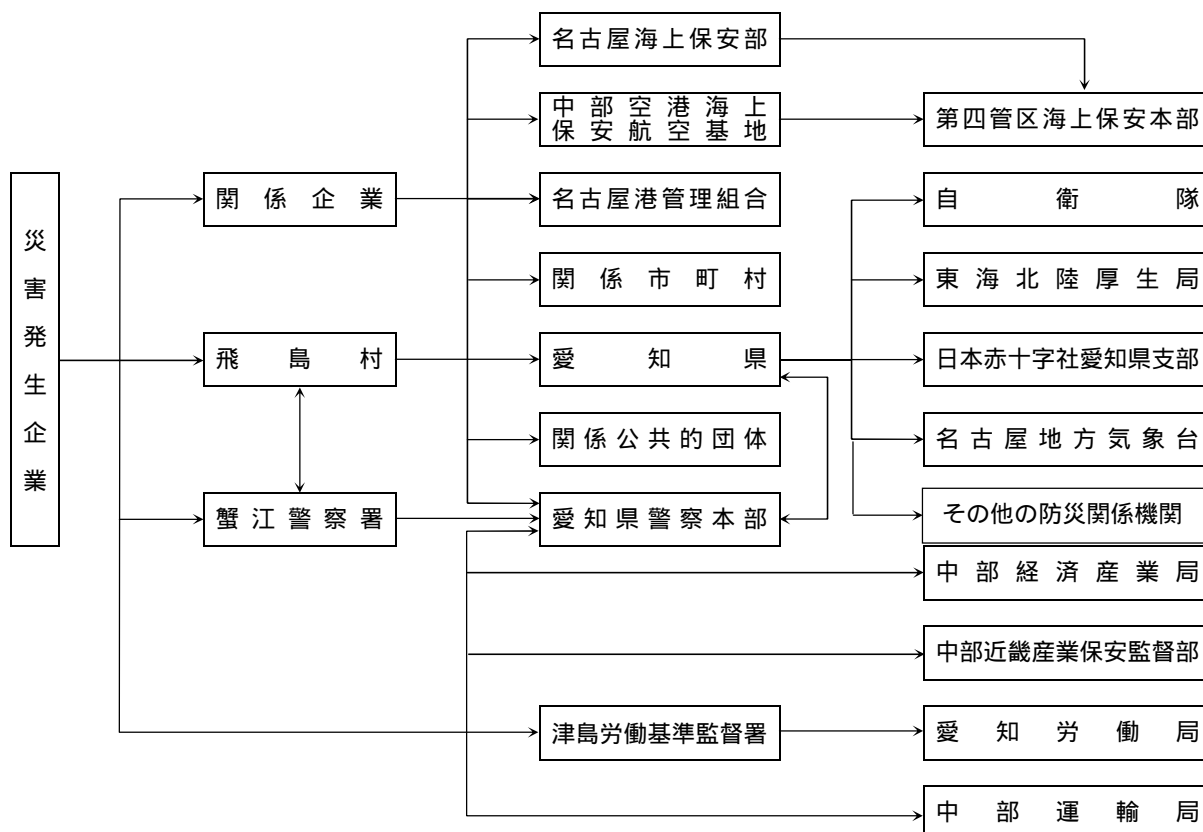 災害発生企業
関係企業
飛島村
蟹江警察署
名古屋海上保安部
中部空港海上
保安航空基地
名古屋港管理組合
関係市町村
愛知県
関係公共的団体
愛知県警察本部
津島労働基準監督署
第四管区海上保安本部
自衛隊
東海北陸厚生局
日本赤十字社愛知県支部
名古屋地方気象台
その他の防災関係機関
中部経済産業局
中部近畿産業保安監督部
愛知労働局
中部運輸局